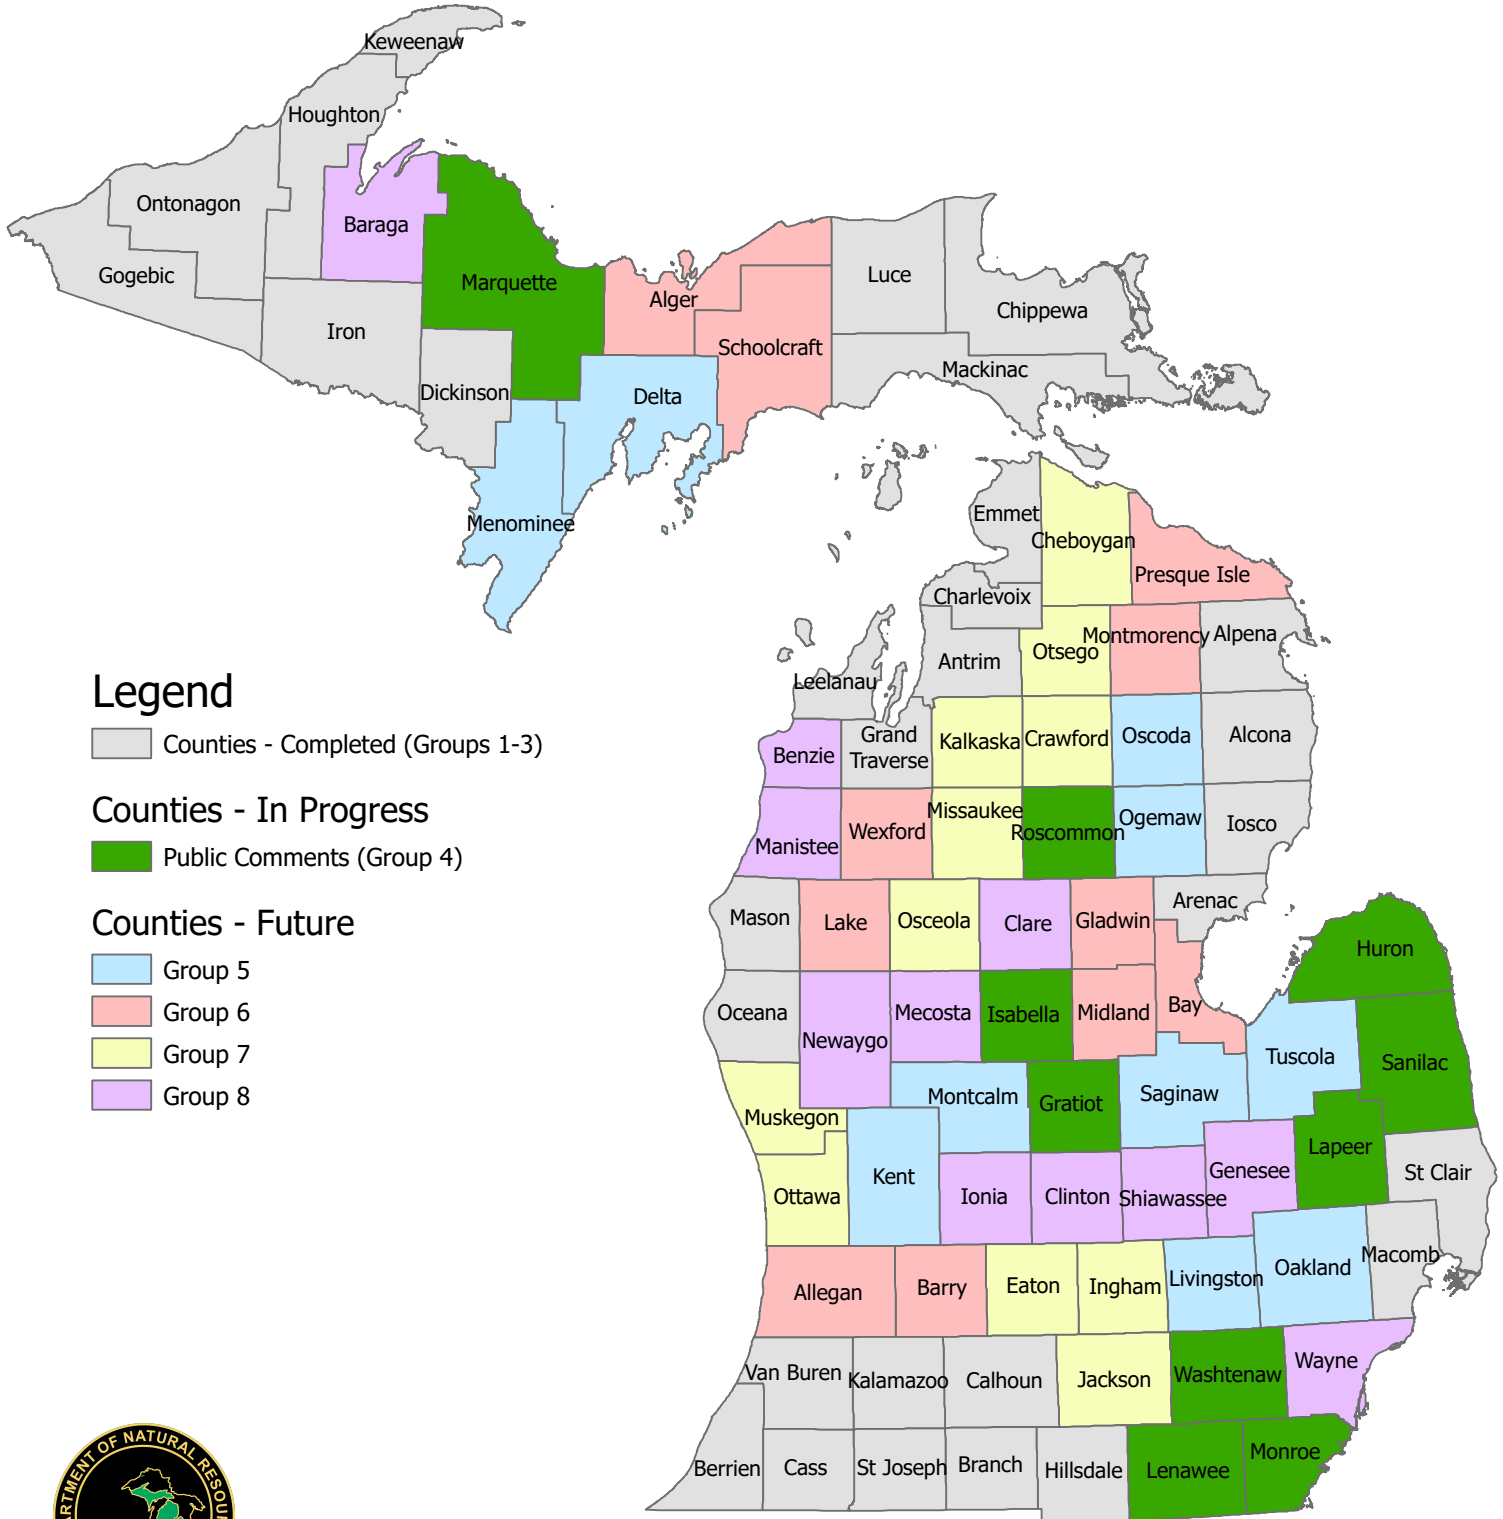 Keweenaw
Houghton
Ontonagon
Baraga
Gogebic
Marquette
Luce
Alger
Chippewa
Iron
Schoolcraft
Mackinac
Dickinson
Delta
Emmet
Menominee
Cheboygan
Presque Isle
Charlevoix
Montmorency
Alpena
Otsego
Antrim
Leelanau
Legend
Counties - Completed (Groups 1-3)
Counties - In Progress
Public Comments (Group 4)
Counties - Future
Group 5
Group 6
Group 7
Group 8
Grand
Traverse
Kalkaska
Crawford
Oscoda
Alcona
Benzie
Missaukee
Roscommon
Ogemaw
Iosco
Wexford
Manistee
Arenac
Mason
Lake
Osceola
Clare
Gladwin
Huron
Oceana
Newaygo
Mecosta
Isabella
Midland
Bay
Tuscola
Sanilac
Muskegon
Montcalm
Gratiot
Saginaw
Lapeer
St Clair
Ottawa
Kent
Ionia
Clinton
Shiawassee
Genesee
Macomb
Allegan
Barry
Eaton
Ingham
Livingston
Oakland
Van Buren
Kalamazoo
Calhoun
Jackson
Washtenaw
Wayne
Berrien
Cass
St Joseph
Branch
Hillsdale
Lenawee
Monroe
OF NATURAL